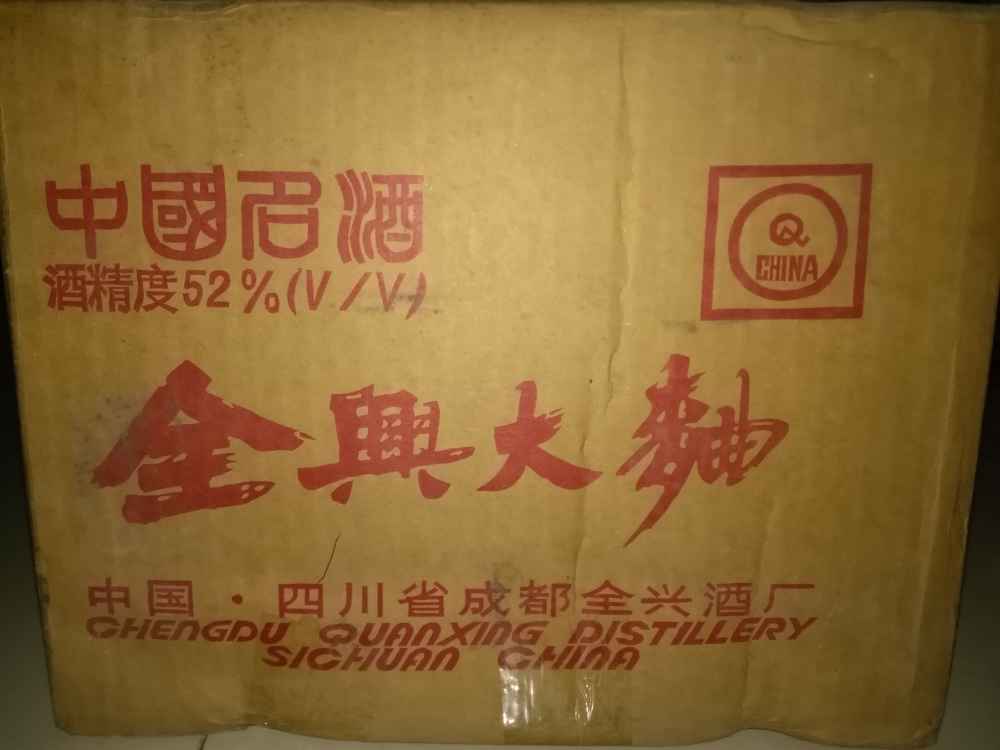 中國名酒
酒精度52%(V/V)
Q
CHINA
全興大麯
中国·四川省成都全兴酒厂
CHENGDU QUANXING DISTILLERY
SICHUAN CHINA